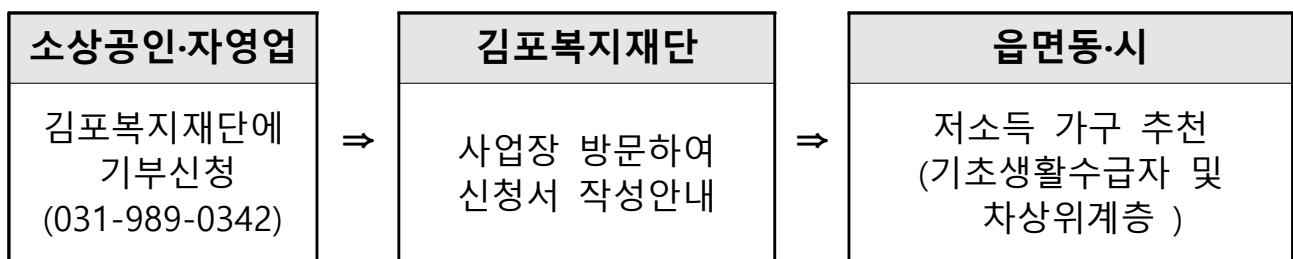 소상공인·자영업
김포복지재단에
기부신청
(031-989-0342)
⇒
김포복지재단
사업장 방문하여
신청서 작성안내
⇒
읍면동·시
저소득 가구 추천
(기초생활수급자 및
차상위계층 )